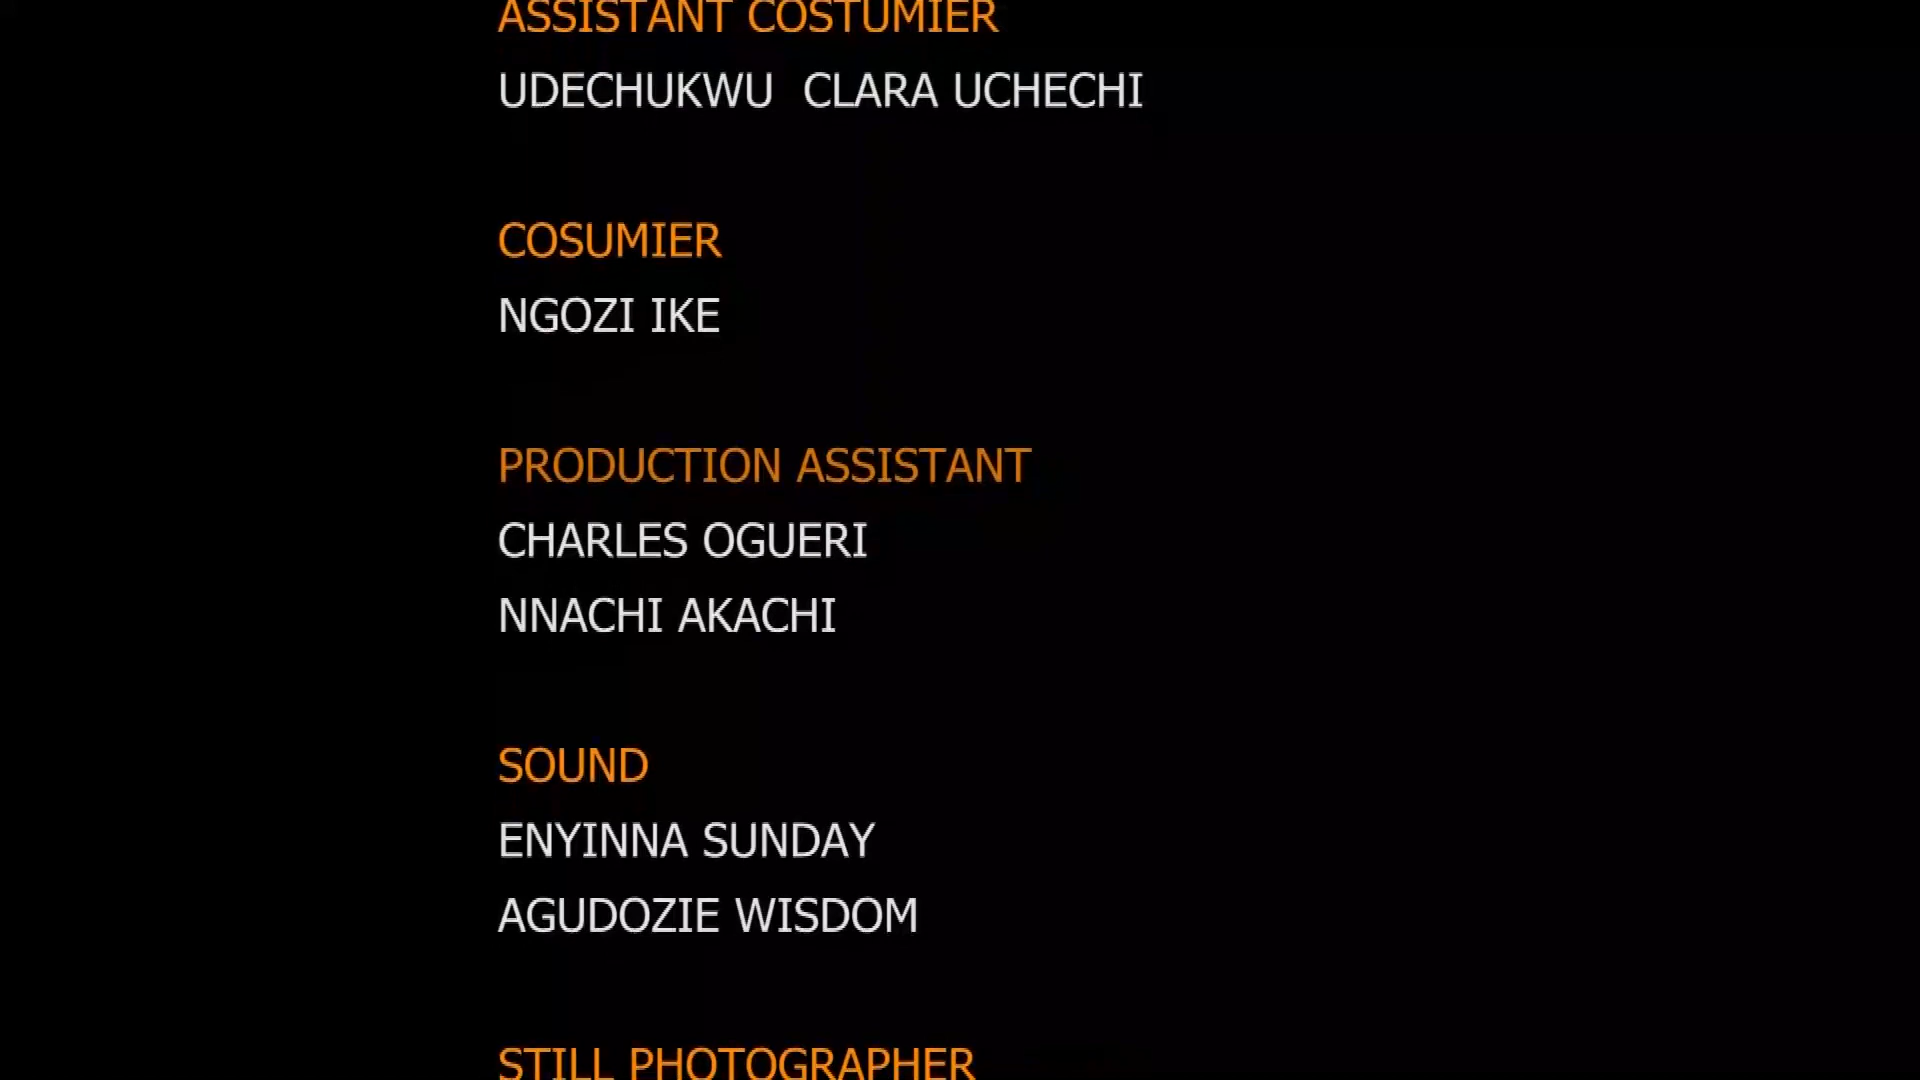 ASSISTANT COSTUMIER
UDECHUKWU  CLARA UCHECHI
COSUMIER
NGOZI IKE
PRODUCTION ASSISTANT
CHARLES OGUERI
NNACHI AKACHI
SOUND
ENYINNA SUNDAY
AGUDOZIE WISDOM
STILL PHOTOGRAPHER